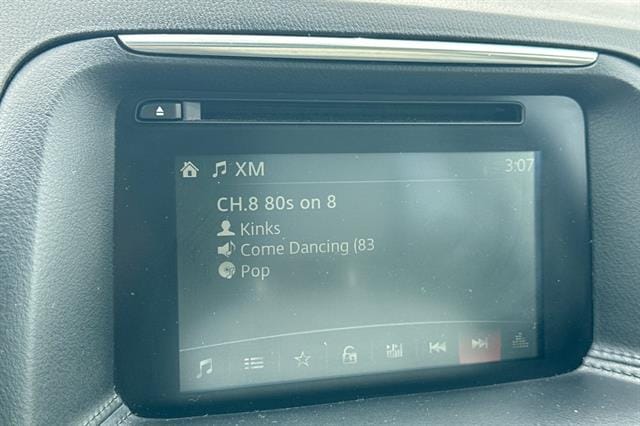 XM
3:07
CH.8 80s on 8
Kinks
Come Dancing (83
Pop